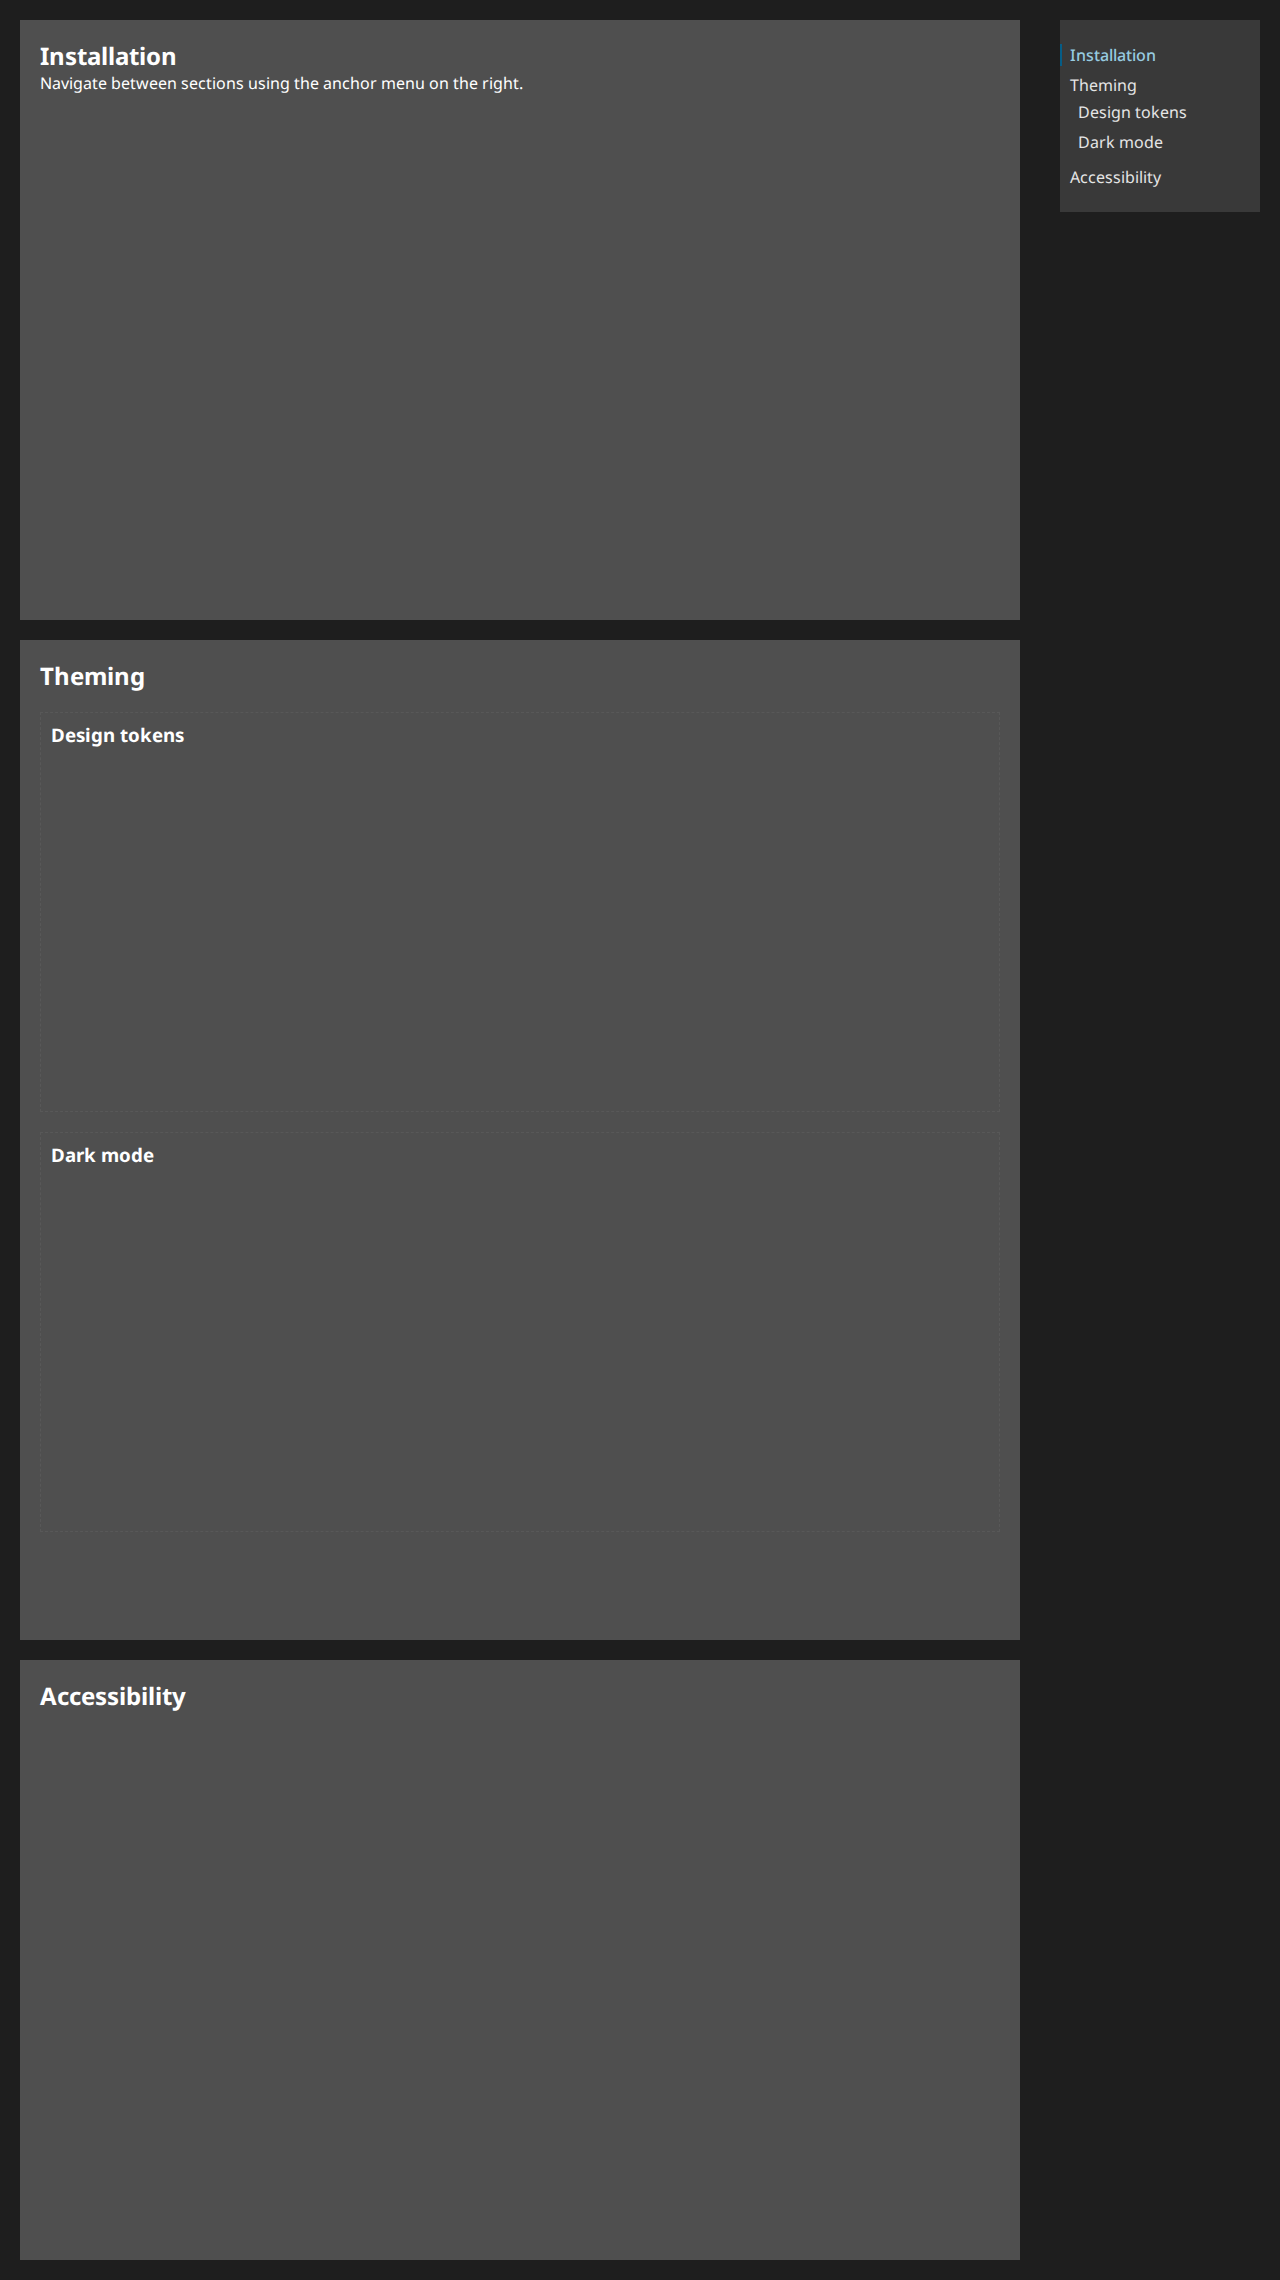 Installation
Navigate between sections using the anchor menu on the right.
Theming
Design tokens
Dark mode
Accessibility
Installation
Theming
Design tokens
Dark mode
Accessibility